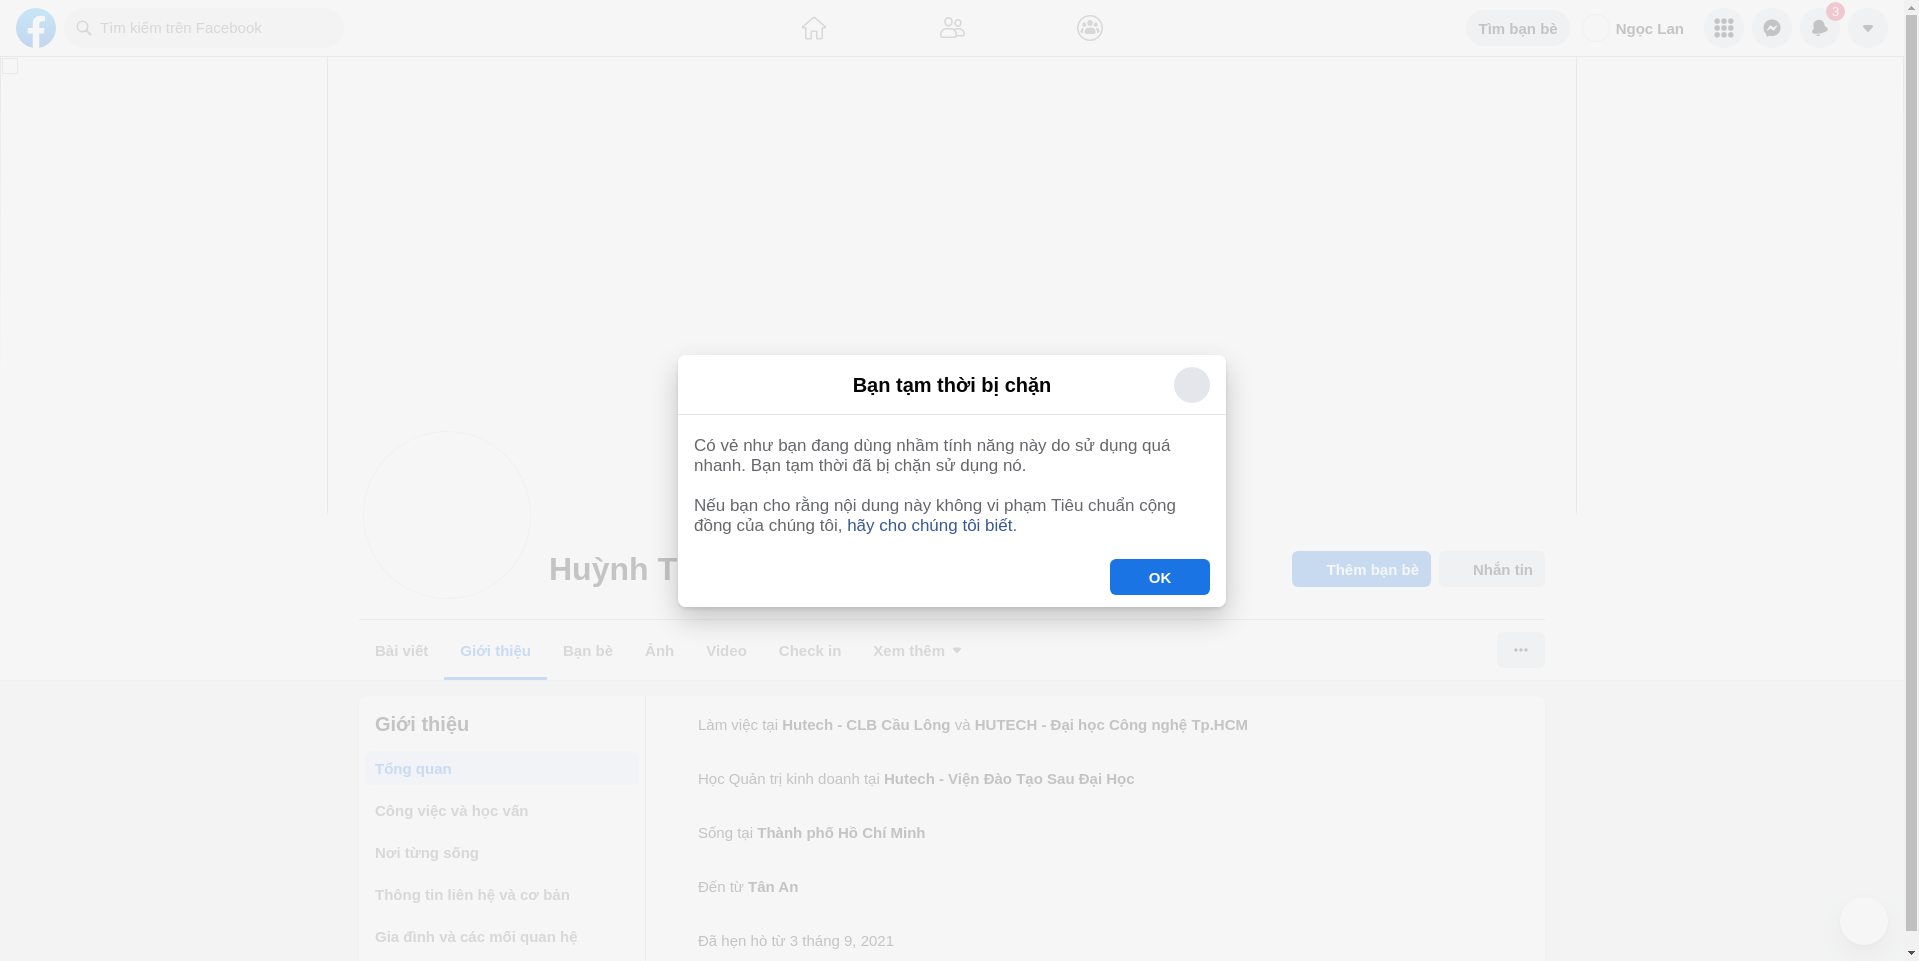 Tìm kiếm trên Facebook
Tìm bạn bè
Ngọc Lan
3
Bạn tạm thời bị chặn
Có vẻ như bạn đang dùng nhầm tính năng này do sử dụng quá
nhanh. Bạn tạm thời đã bị chặn sử dụng nó.
Nếu bạn cho rằng nội dung này không vi phạm Tiêu chuẩn cộng
đồng của chúng tôi, hãy cho chúng tôi biết.
OK
Huỳnh T
Thêm bạn bè
Nhắn tin
Bài viết
Giới thiệu
Bạn bè
Ảnh
Video
Check in
Xem thêm
Giới thiệu
Tổng quan
Công việc và học vấn
Nơi từng sống
Thông tin liên hệ và cơ bản
Gia đình và các mối quan hệ
Làm việc tại Hutech - CLB Cầu Lông và HUTECH - Đại học Công nghệ Tp.HCM
Học Quản trị kinh doanh tại Hutech - Viện Đào Tạo Sau Đại Học
Sống tại Thành phố Hồ Chí Minh
Đến từ Tân An
Đã hẹn hò từ 3 tháng 9, 2021